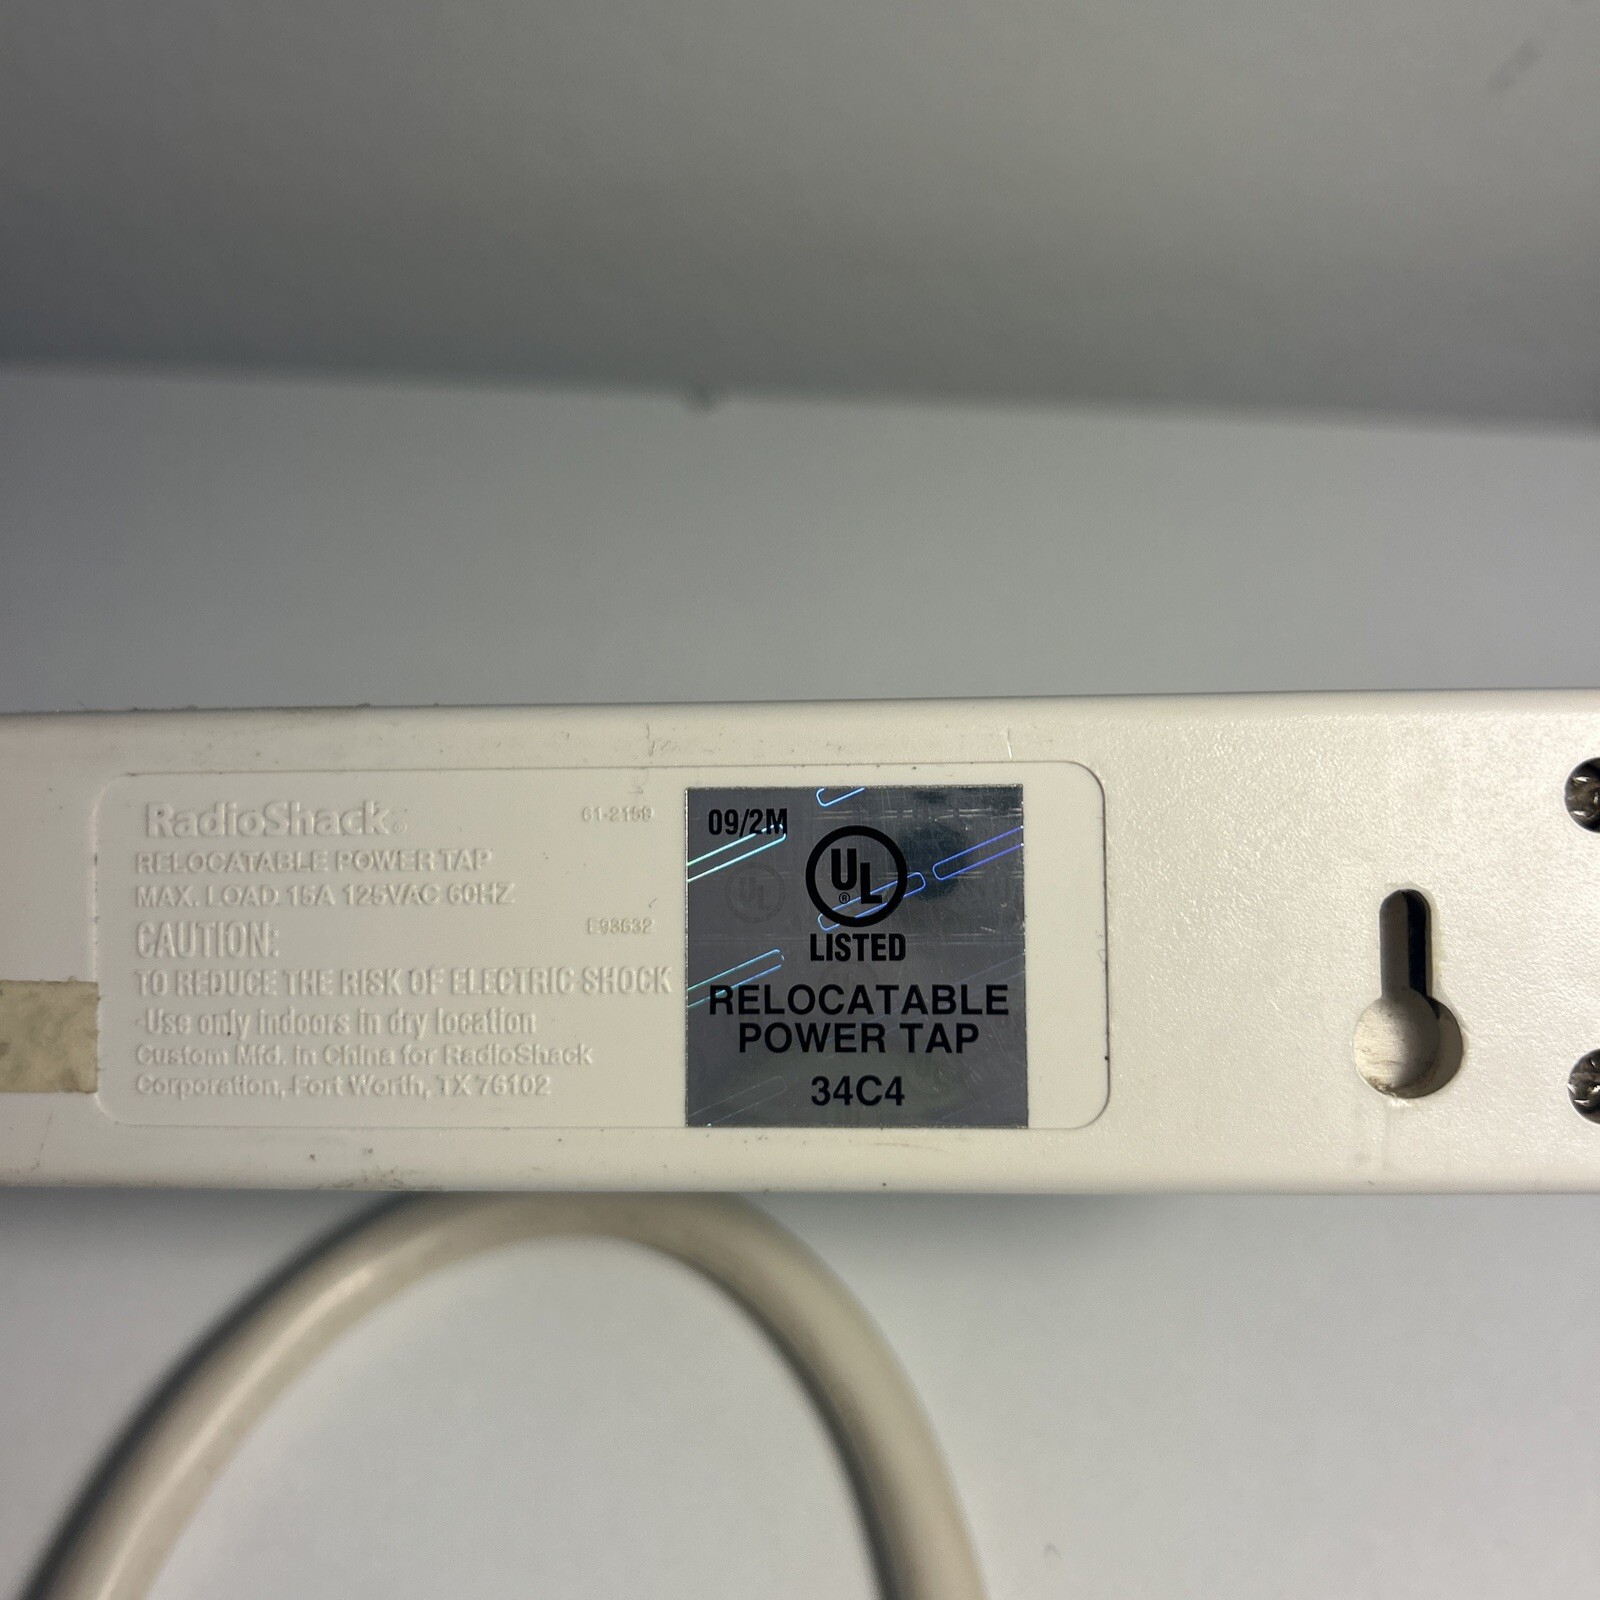 RadioShack®
61-2159
RELOCATABLE POWER TAP
MAX. LOAD 15A 125VAC 60HZ
E93632
CAUTION:
TO REDUCE THE RISK OF ELECTRIC SHOCK
-Use only indoors in dry location
Custom Mfd. in China for RadioShack
Corporation, Fort Worth, TX 76102
09/2M
UL
UL®
LISTED
RELOCATABLE
POWER TAP
34C4